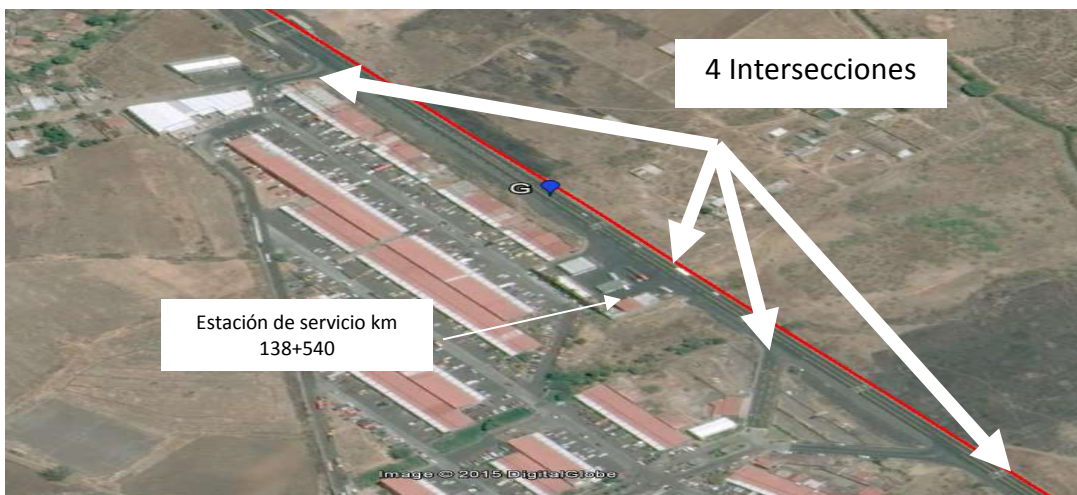 4 Intersecciones
G
Estación de servicio km
138+540
Image © 2015 DigitalGlobe